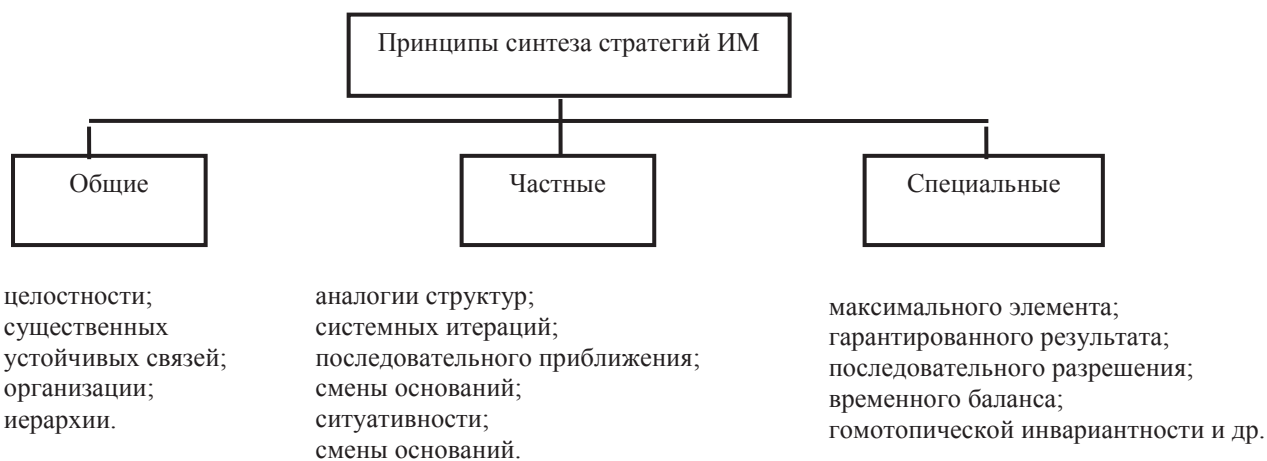 Принципы синтеза стратегий ИМ
Общие
Частные
Специальные
целостности;
существенных
устойчивых связей;
организации;
иерархии.
аналогии структур;
системных итераций;
последовательного приближения;
смены оснований;
ситуативности;
смены оснований.
максимального элемента;
гарантированного результата;
последовательного разрешения;
временного баланса;
гомотопической инвариантности и др.